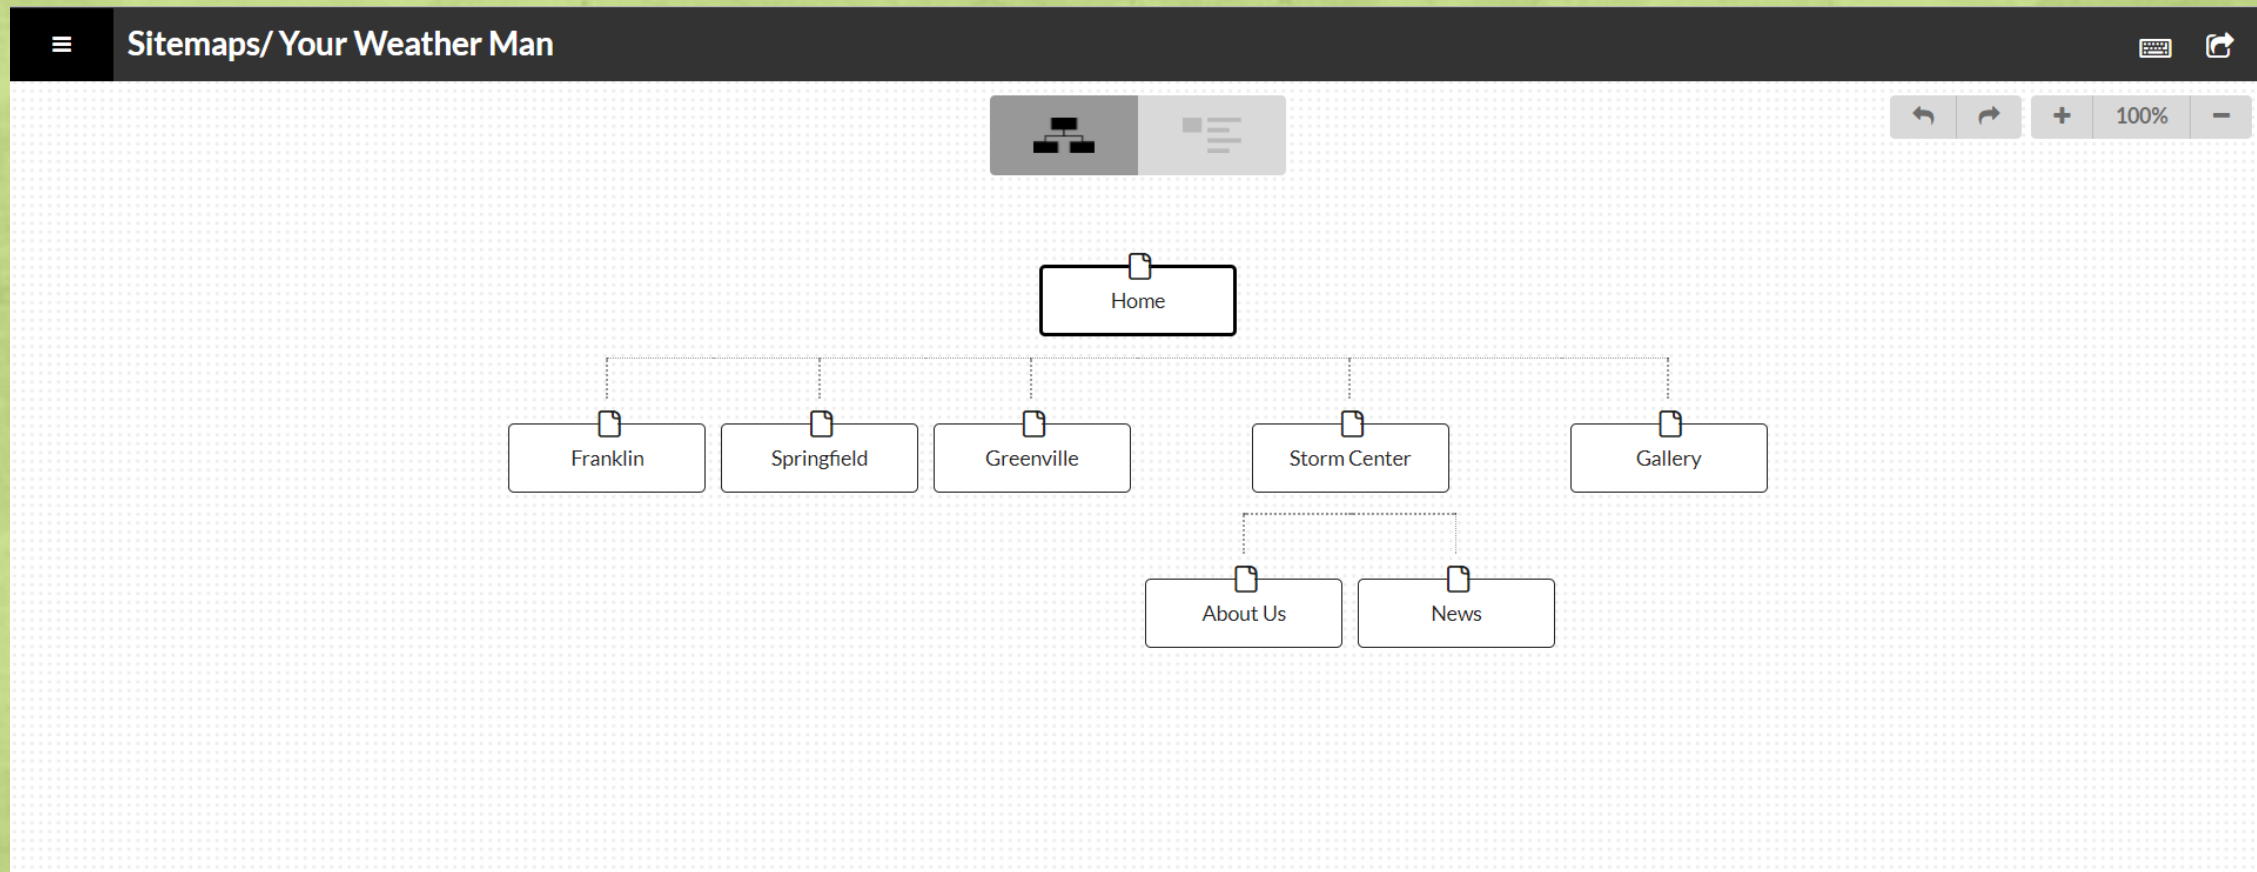 Sitemaps/ Your Weather Man
100%
Home
Franklin
Springfield
Greenville
Storm Center
Gallery
About Us
News